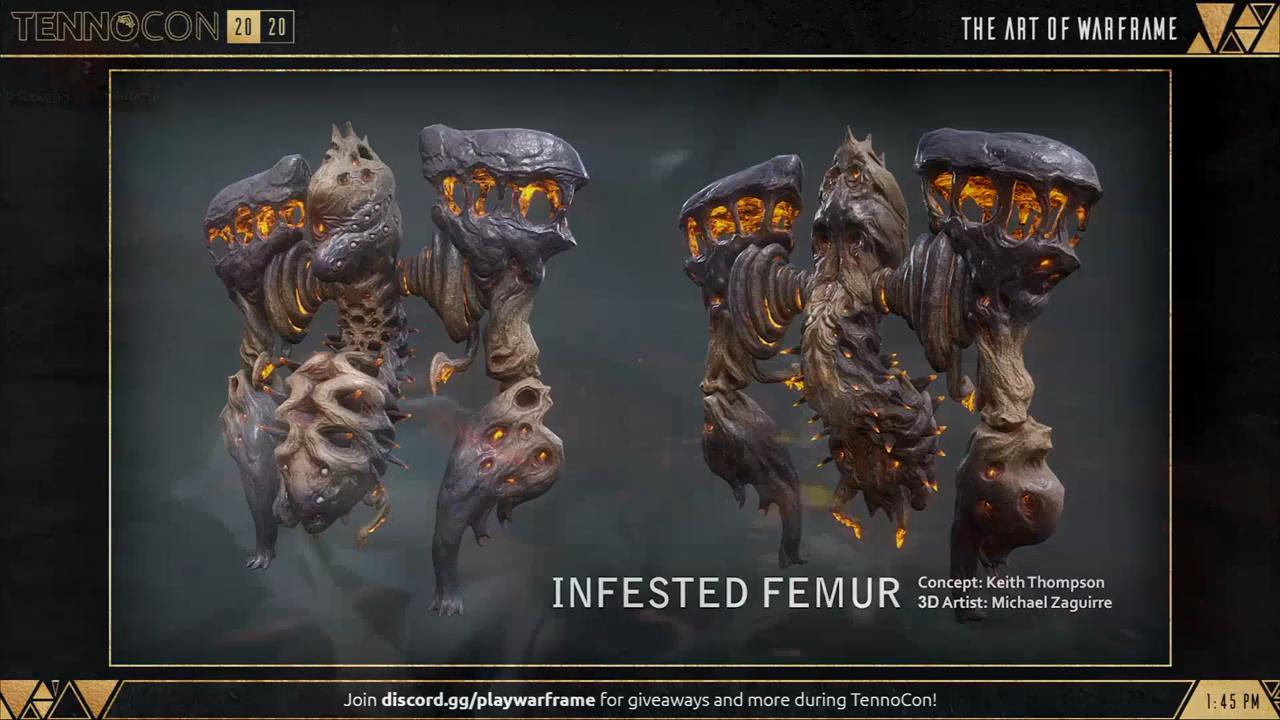 TENNOCON 20 20
THE ART OF WARFRAME
INFESTED FEMUR
Concept: Keith Thompson
3D Artist: Michael Zaguirre
Join discord.gg/playwarframe for giveaways and more during TennoCon!
1:45 PM